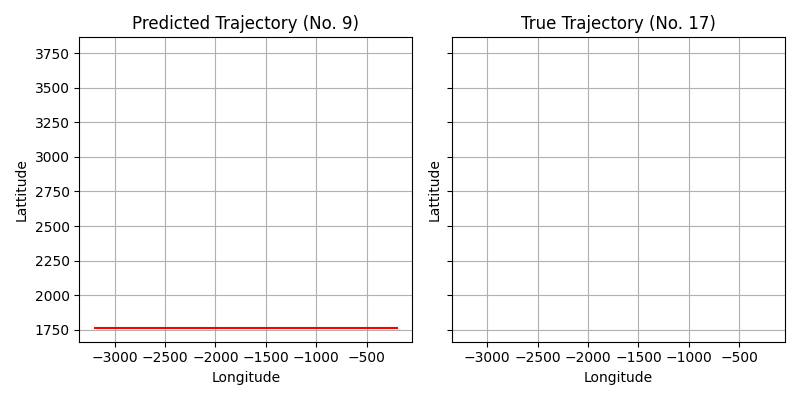 Predicted Trajectory (No. 9)
True Trajectory (No. 17)
Lattitude
3750
3500
3250
3000
2750
2500
2250
2000
1750
−3000 −2500 −2000 −1500 −1000 −500
Longitude
Lattitude
−3000 −2500 −2000 −1500 −1000 −500
Longitude